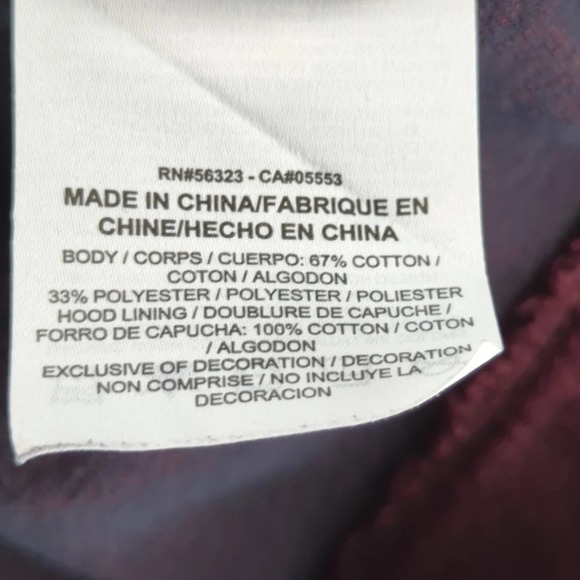 RN#56323 - CA#05553
MADE IN CHINA/FABRIQUE EN
CHINE/HECHO EN CHINA
BODY / CORPS / CUERPO: 67% COTTON /
COTON / ALGODON
33% POLYESTER / POLYESTER / POLIESTER
HOOD LINING / DOUBLURE DE CAPUCHE /
FORRO DE CAPUCHA: 100% COTTON / COTON
/ ALGODON
EXCLUSIVE OF DECORATION / DECORATION
NON COMPRISE / NO INCLUYE LA
DECORACION